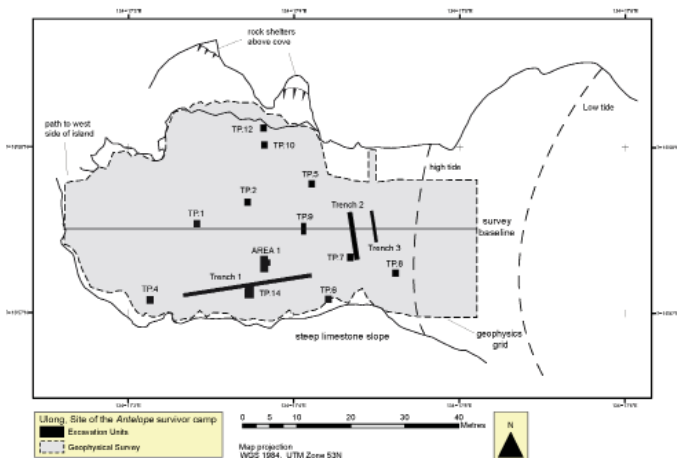 rock shelters
above cove
path to west
side of island
TP.12
TP.10
Low tide
high tide
TP.5
TP.2
Trench 2
TP.1
TP.9
survey
baseline
AREA 1
TP.7
Trench 3
TP.8
Trench 1
TP.4
TP.14
TP.6
steep limestone slope
geophysics
grid
Ulong, Site of the Antelope survivor camp
Excavation Units
Geophysical Survey
0 5 10 20 30 40
Metres
Map projection
WGS 1984, UTM Zone 53N
N